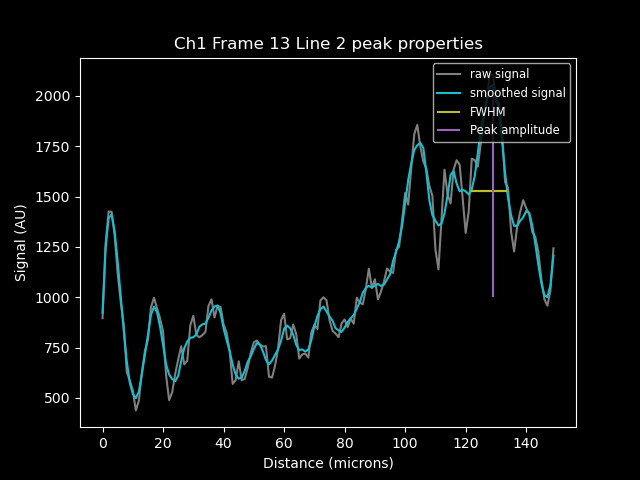 Ch1 Frame 13 Line 2 peak properties
raw signal
smoothed signal
FWHM
Peak amplitude
Signal (AU)
2000
1750
1500
1250
1000
750
500
0 20 40 60 80 100 120 140
Distance (microns)